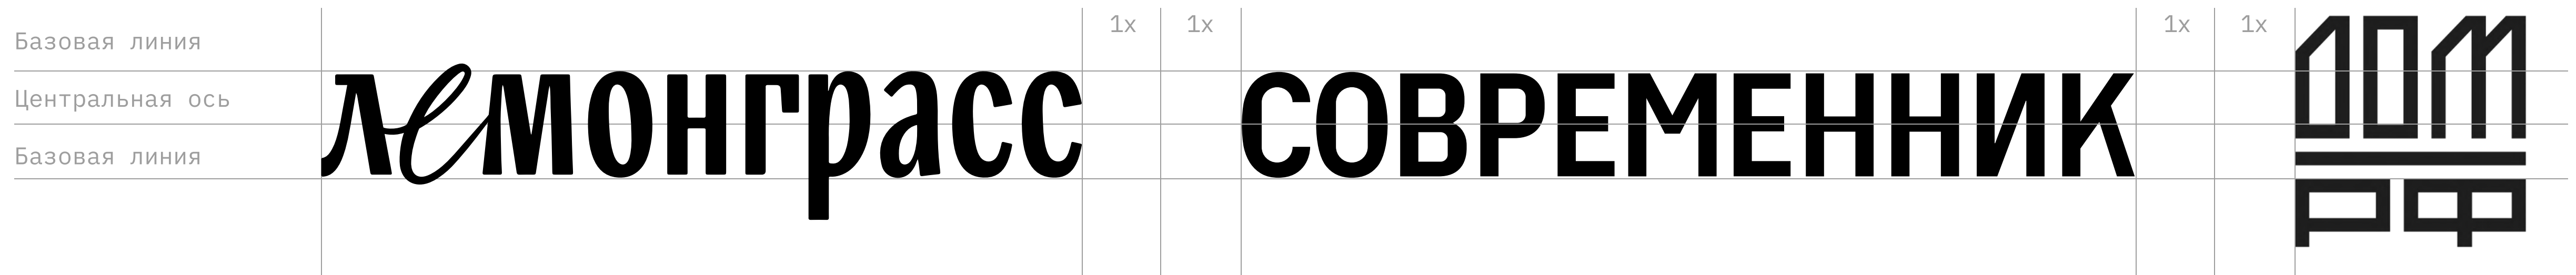 Базовая линия
Центральная ось
Базовая линия
лемонграсс
1x 1x
СОВРЕМЕННИК
1x 1x
ДОМ
РФ